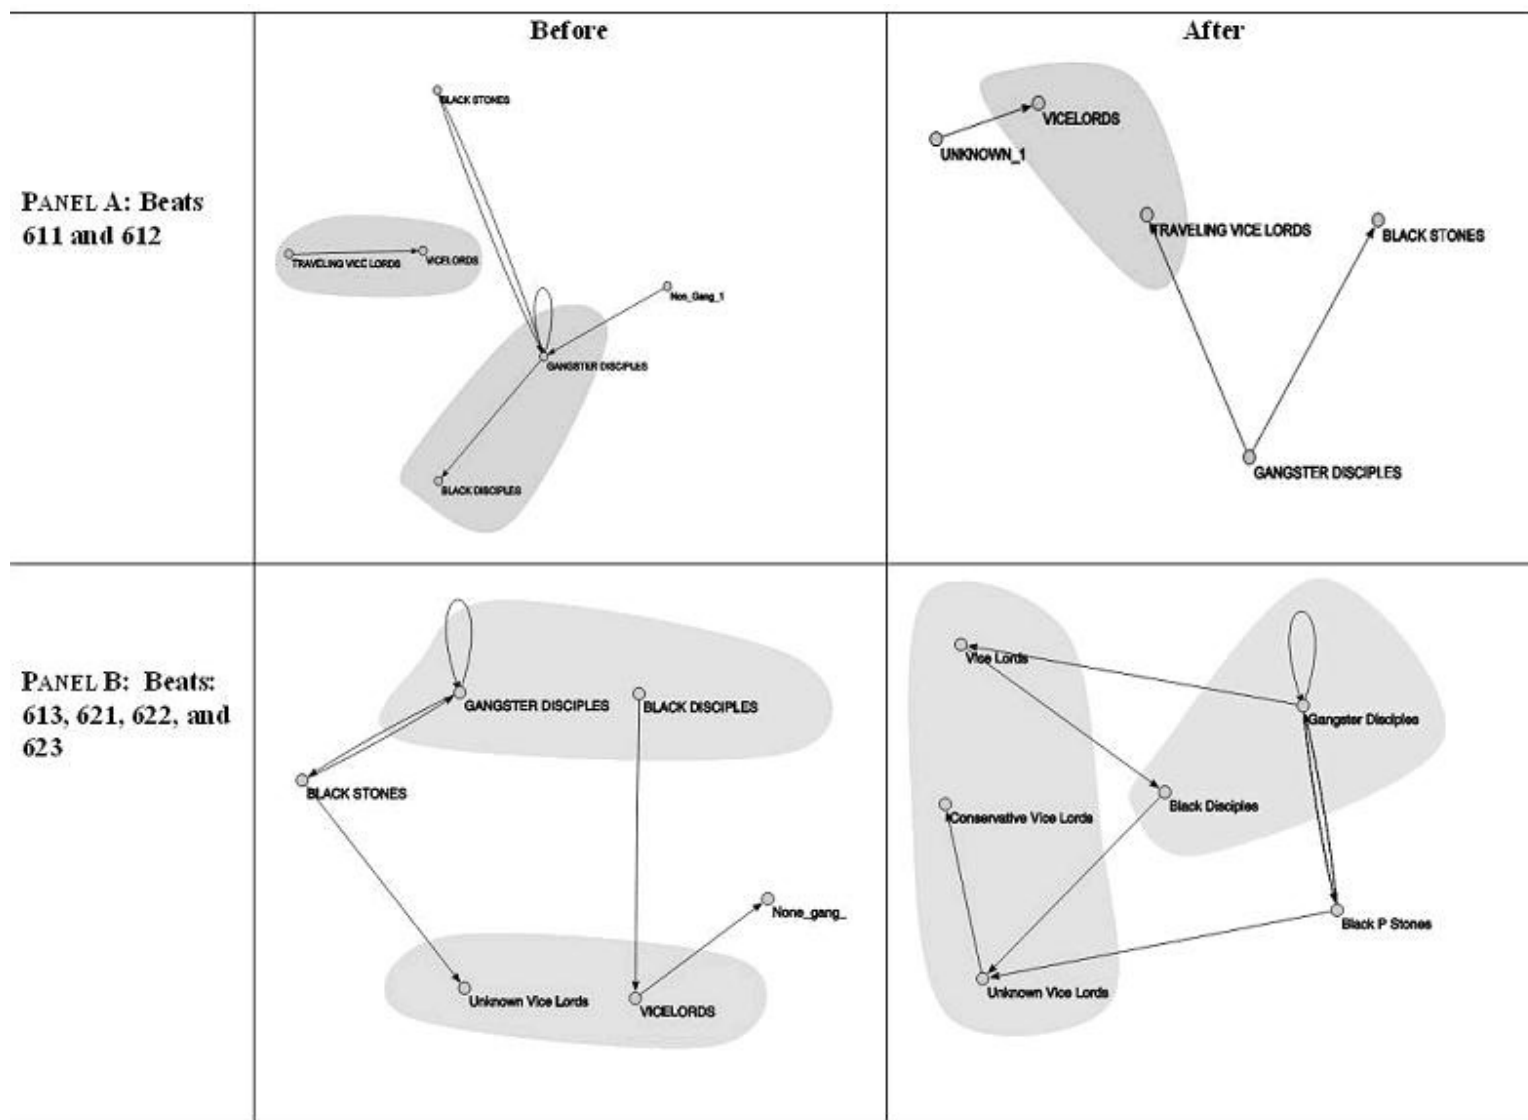 Before
After
PANEL A: Beats
611 and 612
BLACK STONES
TRAVELING VICE LORDS
VICELORDS
Non_Gang_1
GANGSTER DISCIPLES
BLACK DISCIPLES
VICELORDS
UNKNOWN_1
TRAVELING VICE LORDS
BLACK STONES
GANGSTER DISCIPLES
PANEL B: Beats:
613, 621, 622, and
623
GANGSTER DISCIPLES
BLACK DISCIPLES
BLACK STONES
None_gang_
Unknown Vice Lords
VICELORDS
Vice Lords
Gangster Disciples
Black Disciples
Conservative Vice Lords
Black P Stones
Unknown Vice Lords